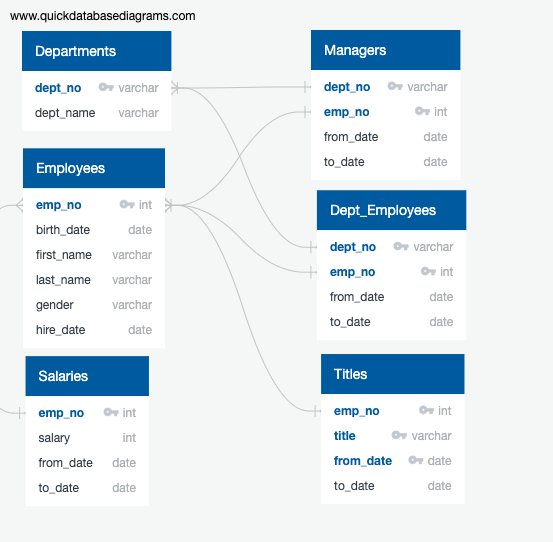 www.quickdatabasediagrams.com
Departments
dept_no varchar
dept_name varchar
Employees
emp_no int
birth_date date
first_name varchar
last_name varchar
gender varchar
hire_date date
Salaries
emp_no int
salary int
from_date date
to_date date
Managers
dept_no varchar
emp_no int
from_date date
to_date date
Dept_Employees
dept_no varchar
emp_no int
from_date date
to_date date
Titles
emp_no int
title varchar
from_date date
to_date date